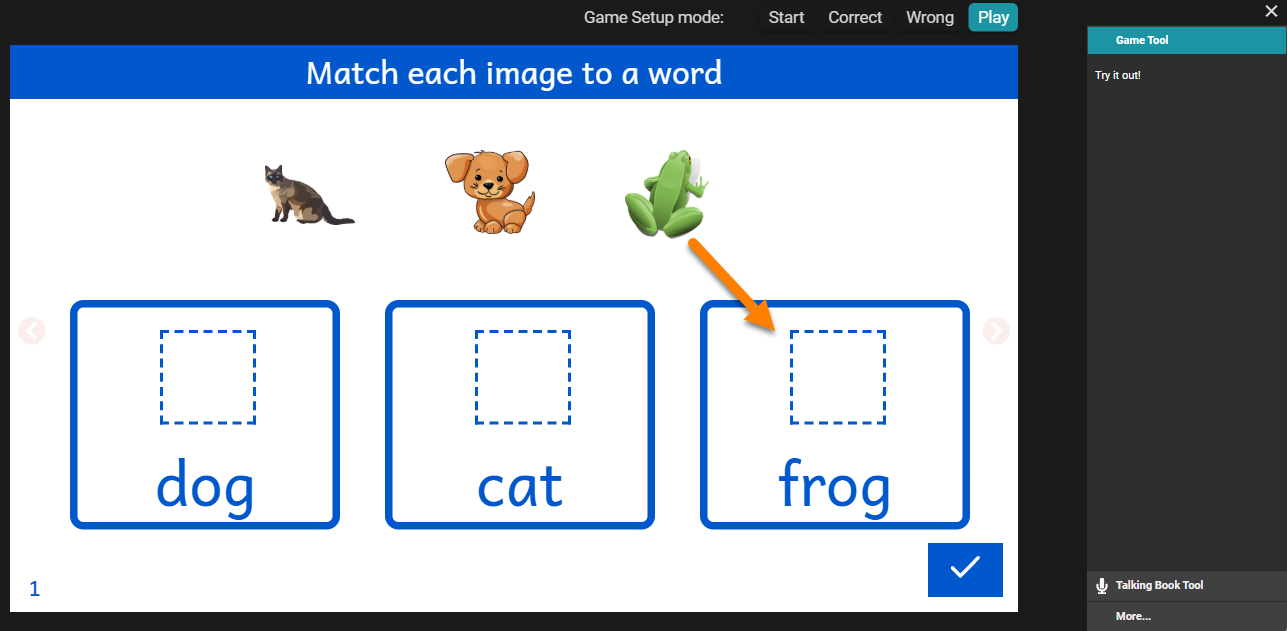 Game Setup mode: Start Correct Wrong Play
Game Tool
Try it out!
Match each image to a word
dog cat frog
1
Talking Book Tool
More...